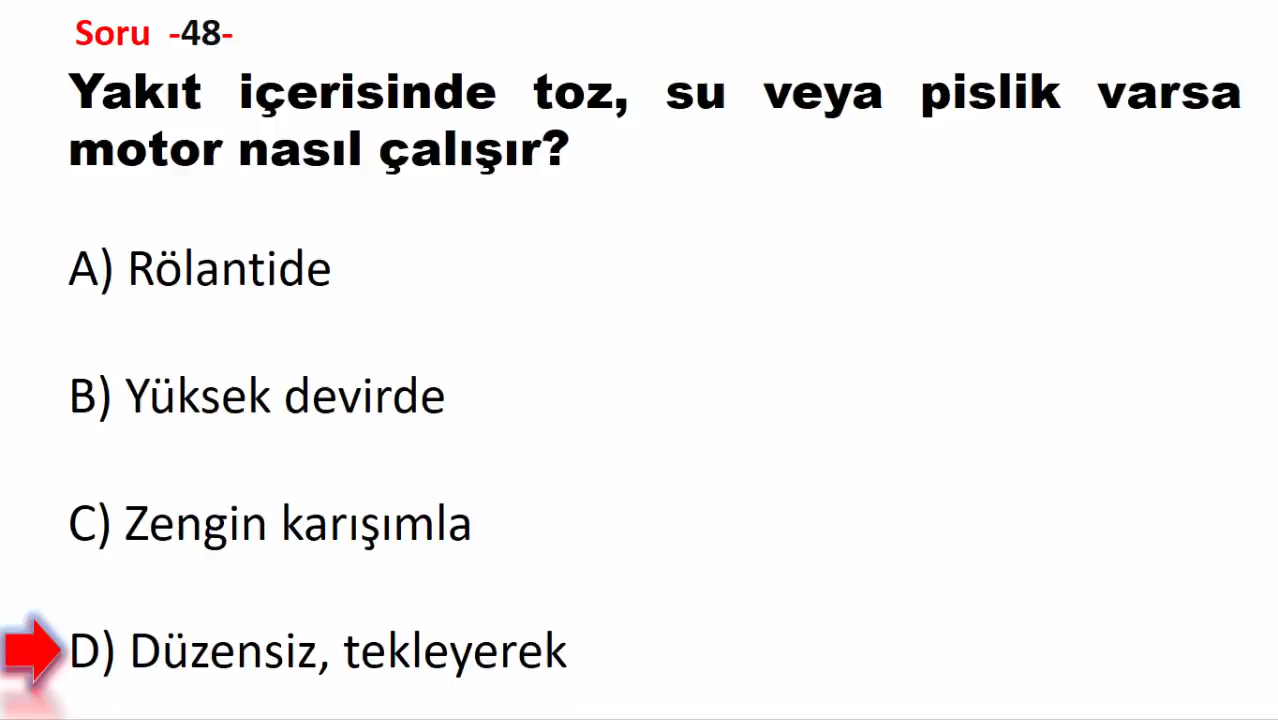 Soru -48-
Yakıt içerisinde toz, su veya pislik varsa
motor nasıl çalışır?
A) Rölantide
B) Yüksek devirde
C) Zengin karışımla
D) Düzensiz, tekleyerek